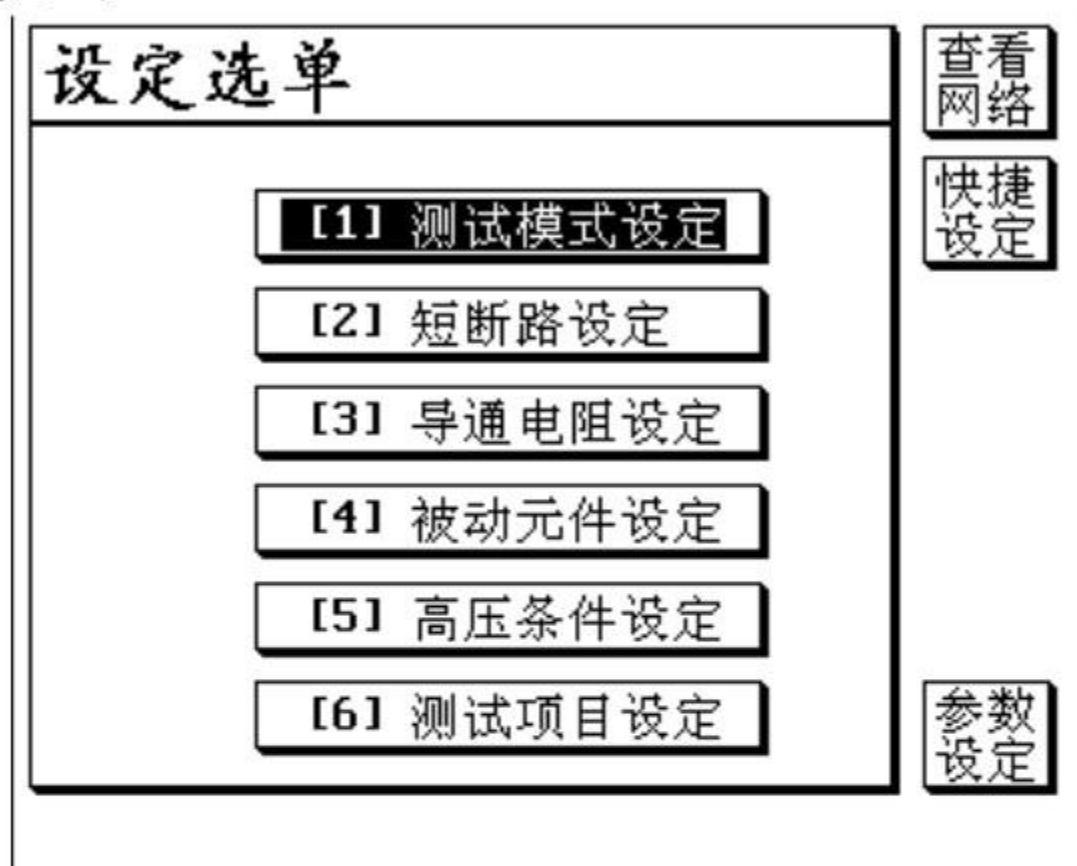 设定选单
[1] 测试模式设定
[2] 短断路设定
[3] 导通电阻设定
[4] 被动元件设定
[5] 高压条件设定
[6] 测试项目设定
查看
网络
快捷
设定
参数
设定